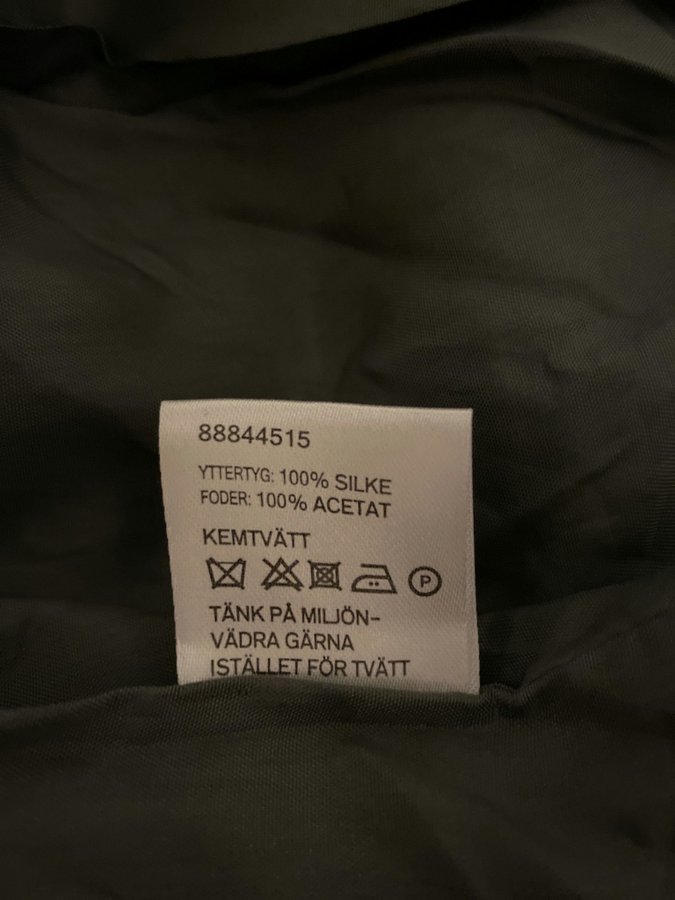 88844515
YTTERTYG: 100% SILKE
FODER: 100% ACETAT
KEMTVÄTT
P
TÄNK PÅ MILJÖN-
VÄDRA GÄRNA
ISTÄLLET FÖR TVÄTT